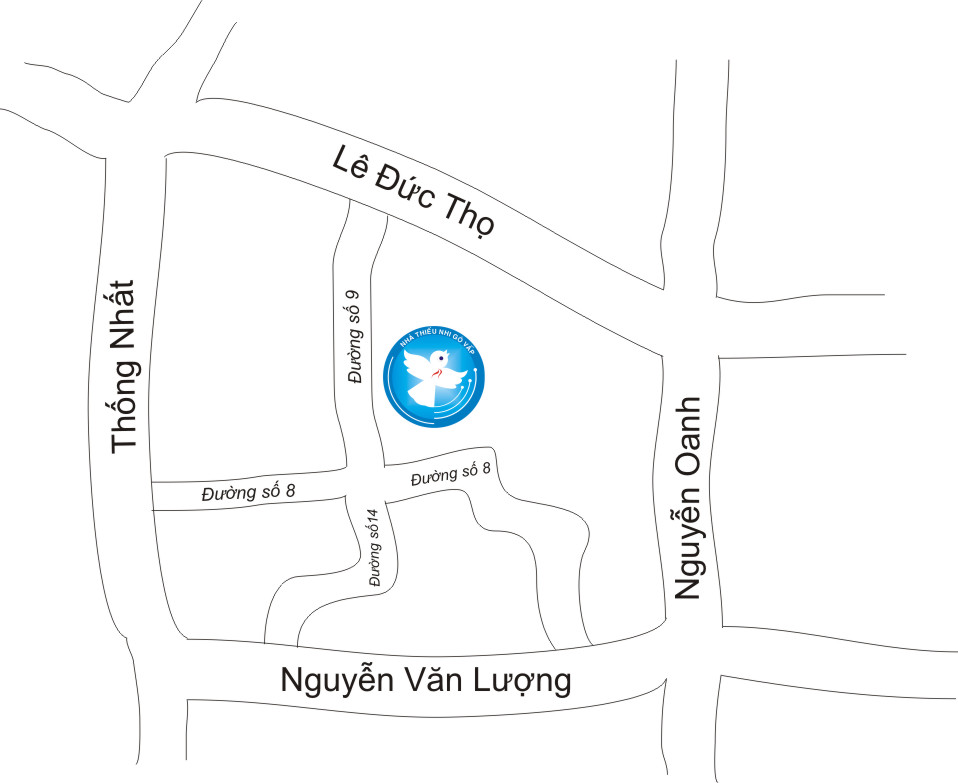 Lê Đức Thọ
Thống Nhất
Đường số 9
NHÀ THIẾU NHI GÒ VẤP
Nguyễn Oanh
Đường số 8
Đường số 8
Đường số14
Nguyễn Văn Lượng